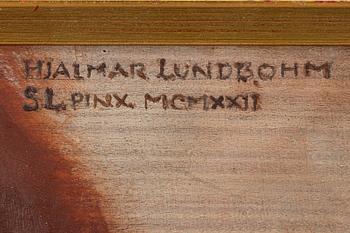 HJALMAR LUNDBOHM
S.L. PINX. MCMXXII